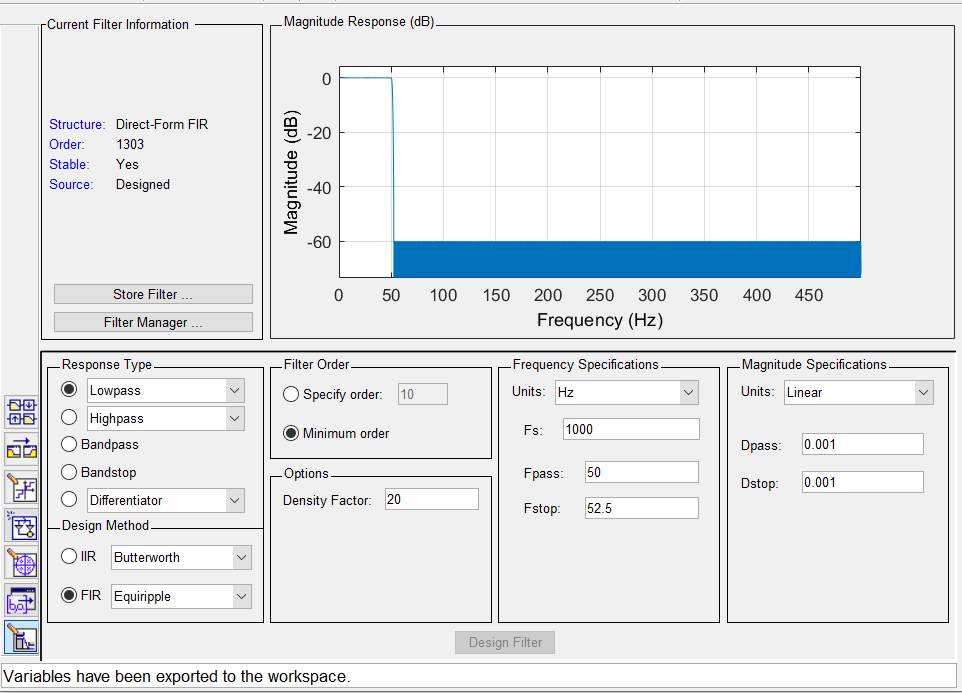 Current Filter Information
Structure: Direct-Form FIR
Order: 1303
Stable: Yes
Source: Designed
Store Filter ...
Filter Manager ...
Magnitude Response (dB)
Magnitude (dB)
0
-20
-40
-60
0 50 100 150 200 250 300 350 400 450
Frequency (Hz)
Response Type
Lowpass
Highpass
Bandpass
Bandstop
Differentiator
Design Method
IIR Butterworth
FIR Equiripple
Filter Order
Specify order: 10
Minimum order
Options
Density Factor: 20
Frequency Specifications
Units: Hz
Fs: 1000
Fpass: 50
Fstop: 52.5
Magnitude Specifications
Units: Linear
Dpass: 0.001
Dstop: 0.001
Design Filter
Variables have been exported to the workspace.